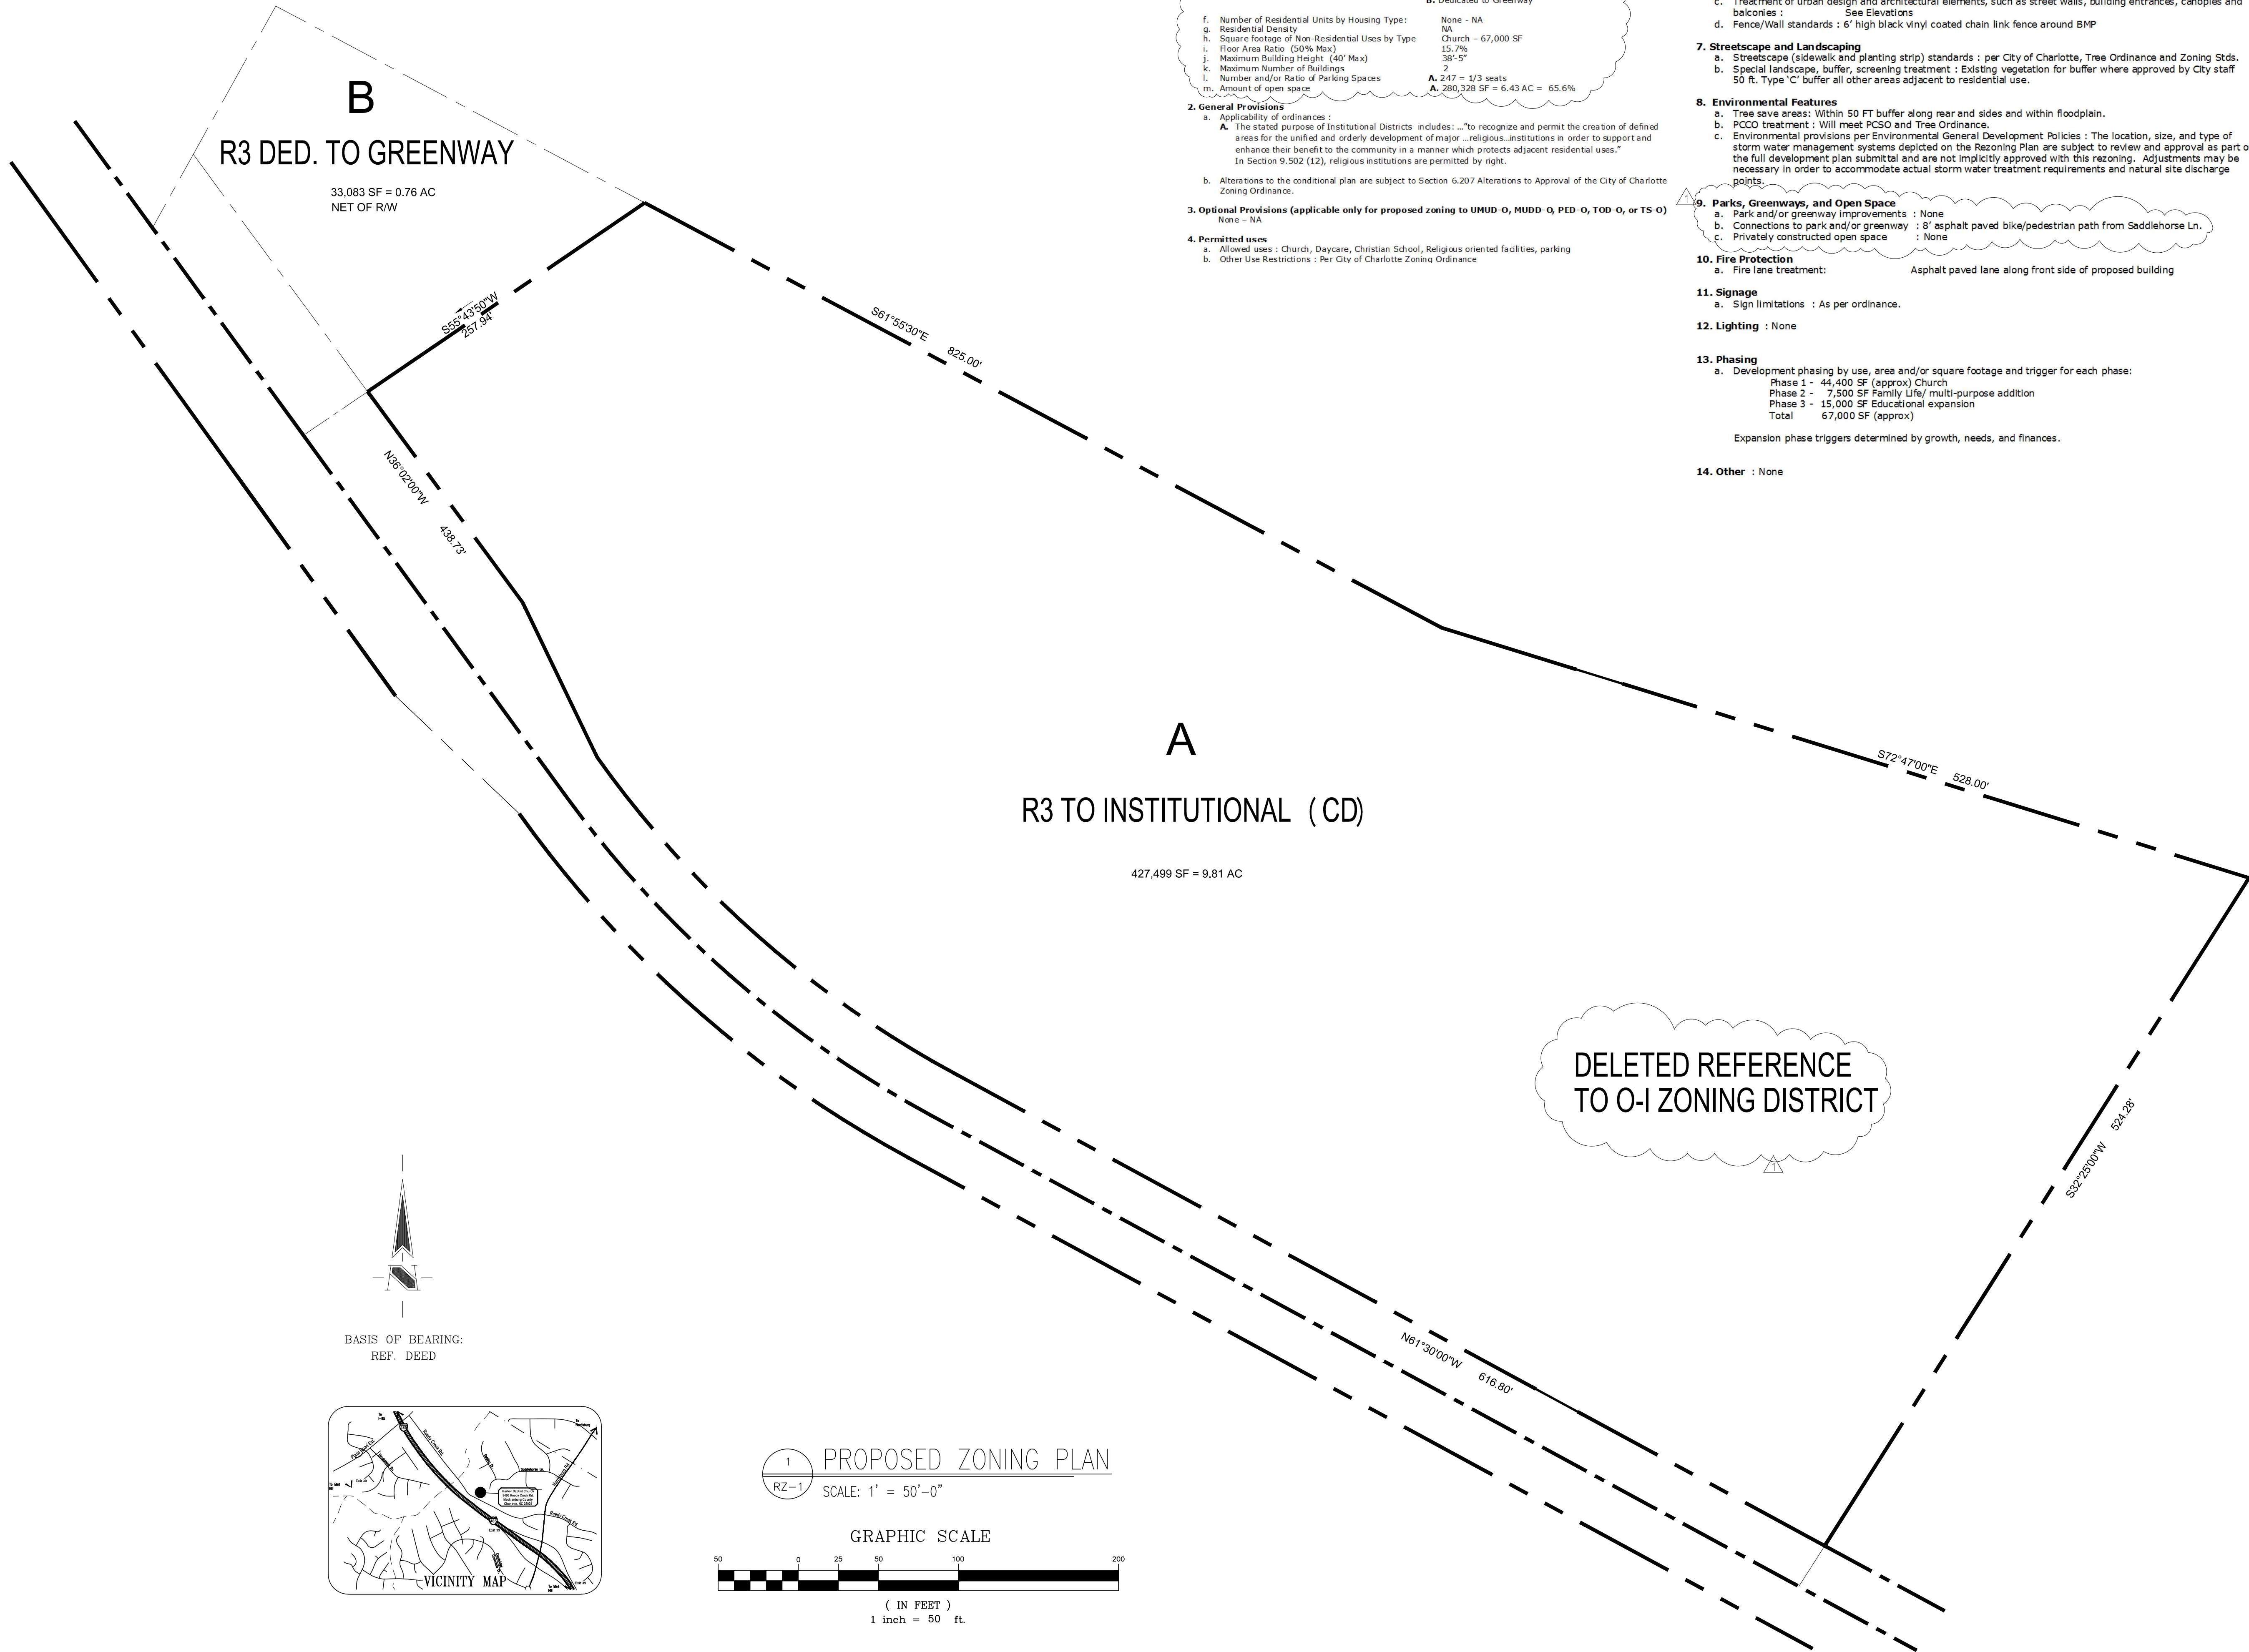 B. Dedicated to Greenway
f. Number of Residential Units by Housing Type: None - NA
g. Residential Density NA
h. Square footage of Non-Residential Uses by Type Church – 67,000 SF
i. Floor Area Ratio (50% Max) 15.7%
j. Maximum Building Height (40' Max) 38'-5"
k. Maximum Number of Buildings 2
l. Number and/or Ratio of Parking Spaces A. 247 = 1/3 seats
m. Amount of open space A. 280,328 SF = 6.43 AC = 65.6%
2. General Provisions
a. Applicability of ordinances :
A. The stated purpose of Institutional Districts includes: …"to recognize and permit the creation of defined
areas for the unified and orderly development of major …religious…institutions in order to support and
enhance their benefit to the community in a manner which protects adjacent residential uses."
In Section 9.502 (12), religious institutions are permitted by right.
b. Alterations to the conditional plan are subject to Section 6.207 Alterations to Approval of the City of Charlotte
Zoning Ordinance.
3. Optional Provisions (applicable only for proposed zoning to UMUD-O, MUDD-O, PED-O, TOD-O, or TS-O)
None – NA
4. Permitted uses
a. Allowed uses : Church, Daycare, Christian School, Religious oriented facilities, parking
b. Other Use Restrictions : Per City of Charlotte Zoning Ordinance
c. Treatment of urban design and architectural elements, such as street walls, building entrances, canopies and
balconies : See Elevations
d. Fence/Wall standards : 6' high black vinyl coated chain link fence around BMP
7. Streetscape and Landscaping
a. Streetscape (sidewalk and planting strip) standards : per City of Charlotte, Tree Ordinance and Zoning Stds.
b. Special landscape, buffer, screening treatment : Existing vegetation for buffer where approved by City staff
50 ft. Type 'C' buffer all other areas adjacent to residential use.
8. Environmental Features
a. Tree save areas: Within 50 FT buffer along rear and sides and within floodplain.
b. PCCO treatment : Will meet PCSO and Tree Ordinance.
c. Environmental provisions per Environmental General Development Policies : The location, size, and type of
storm water management systems depicted on the Rezoning Plan are subject to review and approval as part o
the full development plan submittal and are not implicitly approved with this rezoning. Adjustments may be
necessary in order to accommodate actual storm water treatment requirements and natural site discharge
points.
1
9. Parks, Greenways, and Open Space
a. Park and/or greenway improvements : None
b. Connections to park and/or greenway : 8' asphalt paved bike/pedestrian path from Saddlehorse Ln.
c. Privately constructed open space : None
10. Fire Protection
a. Fire lane treatment: Asphalt paved lane along front side of proposed building
11. Signage
a. Sign limitations : As per ordinance.
12. Lighting : None
13. Phasing
a. Development phasing by use, area and/or square footage and trigger for each phase:
Phase 1 - 44,400 SF (approx) Church
Phase 2 - 7,500 SF Family Life/ multi-purpose addition
Phase 3 - 15,000 SF Educational expansion
Total 67,000 SF (approx)
Expansion phase triggers determined by growth, needs, and finances.
14. Other : None
B
R3 DED. TO GREENWAY
33,083 SF = 0.76 AC
NET OF R/W
S55°43'50"W
257.94'
S61°55'30"E 825.00'
N36°02'00"W 438.73'
A
R3 TO INSTITUTIONAL ( CD)
427,499 SF = 9.81 AC
S72°47'00"E 528.00'
DELETED REFERENCE
TO O-I ZONING DISTRICT
1
S32°25'00"W 524.28'
N61°30'00"W 616.80'
N
BASIS OF BEARING:
REF. DEED
Reedy Creek Rd.
Plaza Road Ext.
Saddlehorse Ln.
Harrisburg Rd.
Reedy Creek Rd.
VICINITY MAP
1
RZ-1
PROPOSED ZONING PLAN
SCALE: 1' = 50'-0"
GRAPHIC SCALE
50 0 25 50 100 200
( IN FEET )
1 inch = 50 ft.